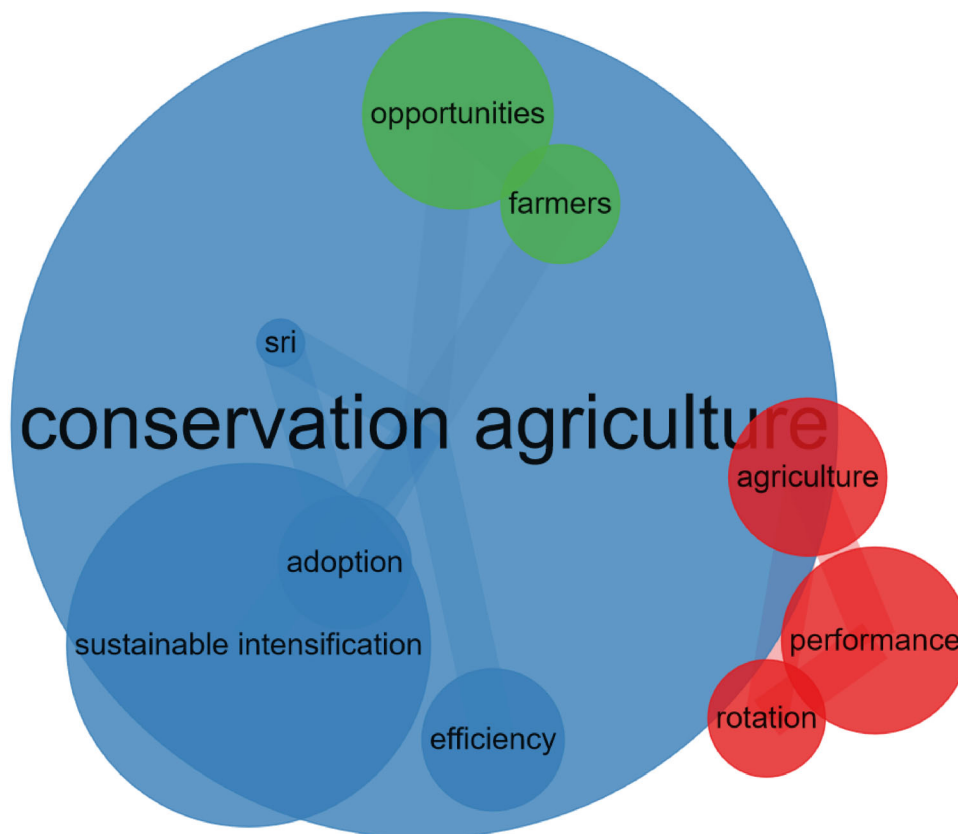 opportunities
farmers
sri
conservation agriculture
agriculture
adoption
sustainable intensification
performance
rotation
efficiency